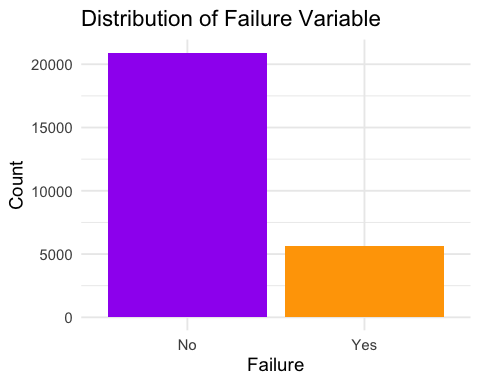 Distribution of Failure Variable
Count
20000
15000
10000
5000
0
No Yes
Failure